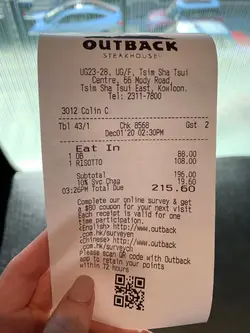 OUTBACK
STEAKHOUSE®
UG23-28, UG/F, Tsim Sha Tsui
Centre, 66 Mody Road,
Tsim Sha Tsui East, Kowloon.
Tel: 2311-7800
3012 Colin C
Tbl 43/1 Chk 8568 Gst 2
Dec01'20 02:30PM
Eat In
1 OB 88.00
1 RISOTTO 108.00
Subtotal 196.00
10% Svc Chag 19.60
03:26PM Total Due 215.60
Complete our online survey & get
a $80 coupon for your next visit
Each receipt is valid for one
time participation.
<English> http://www.outback
.com.hk/surveyen
<Chinese> http://www.outback
.com.hk/surveych
Please scan QR code with Outback
app to retain your points
within 72 hours